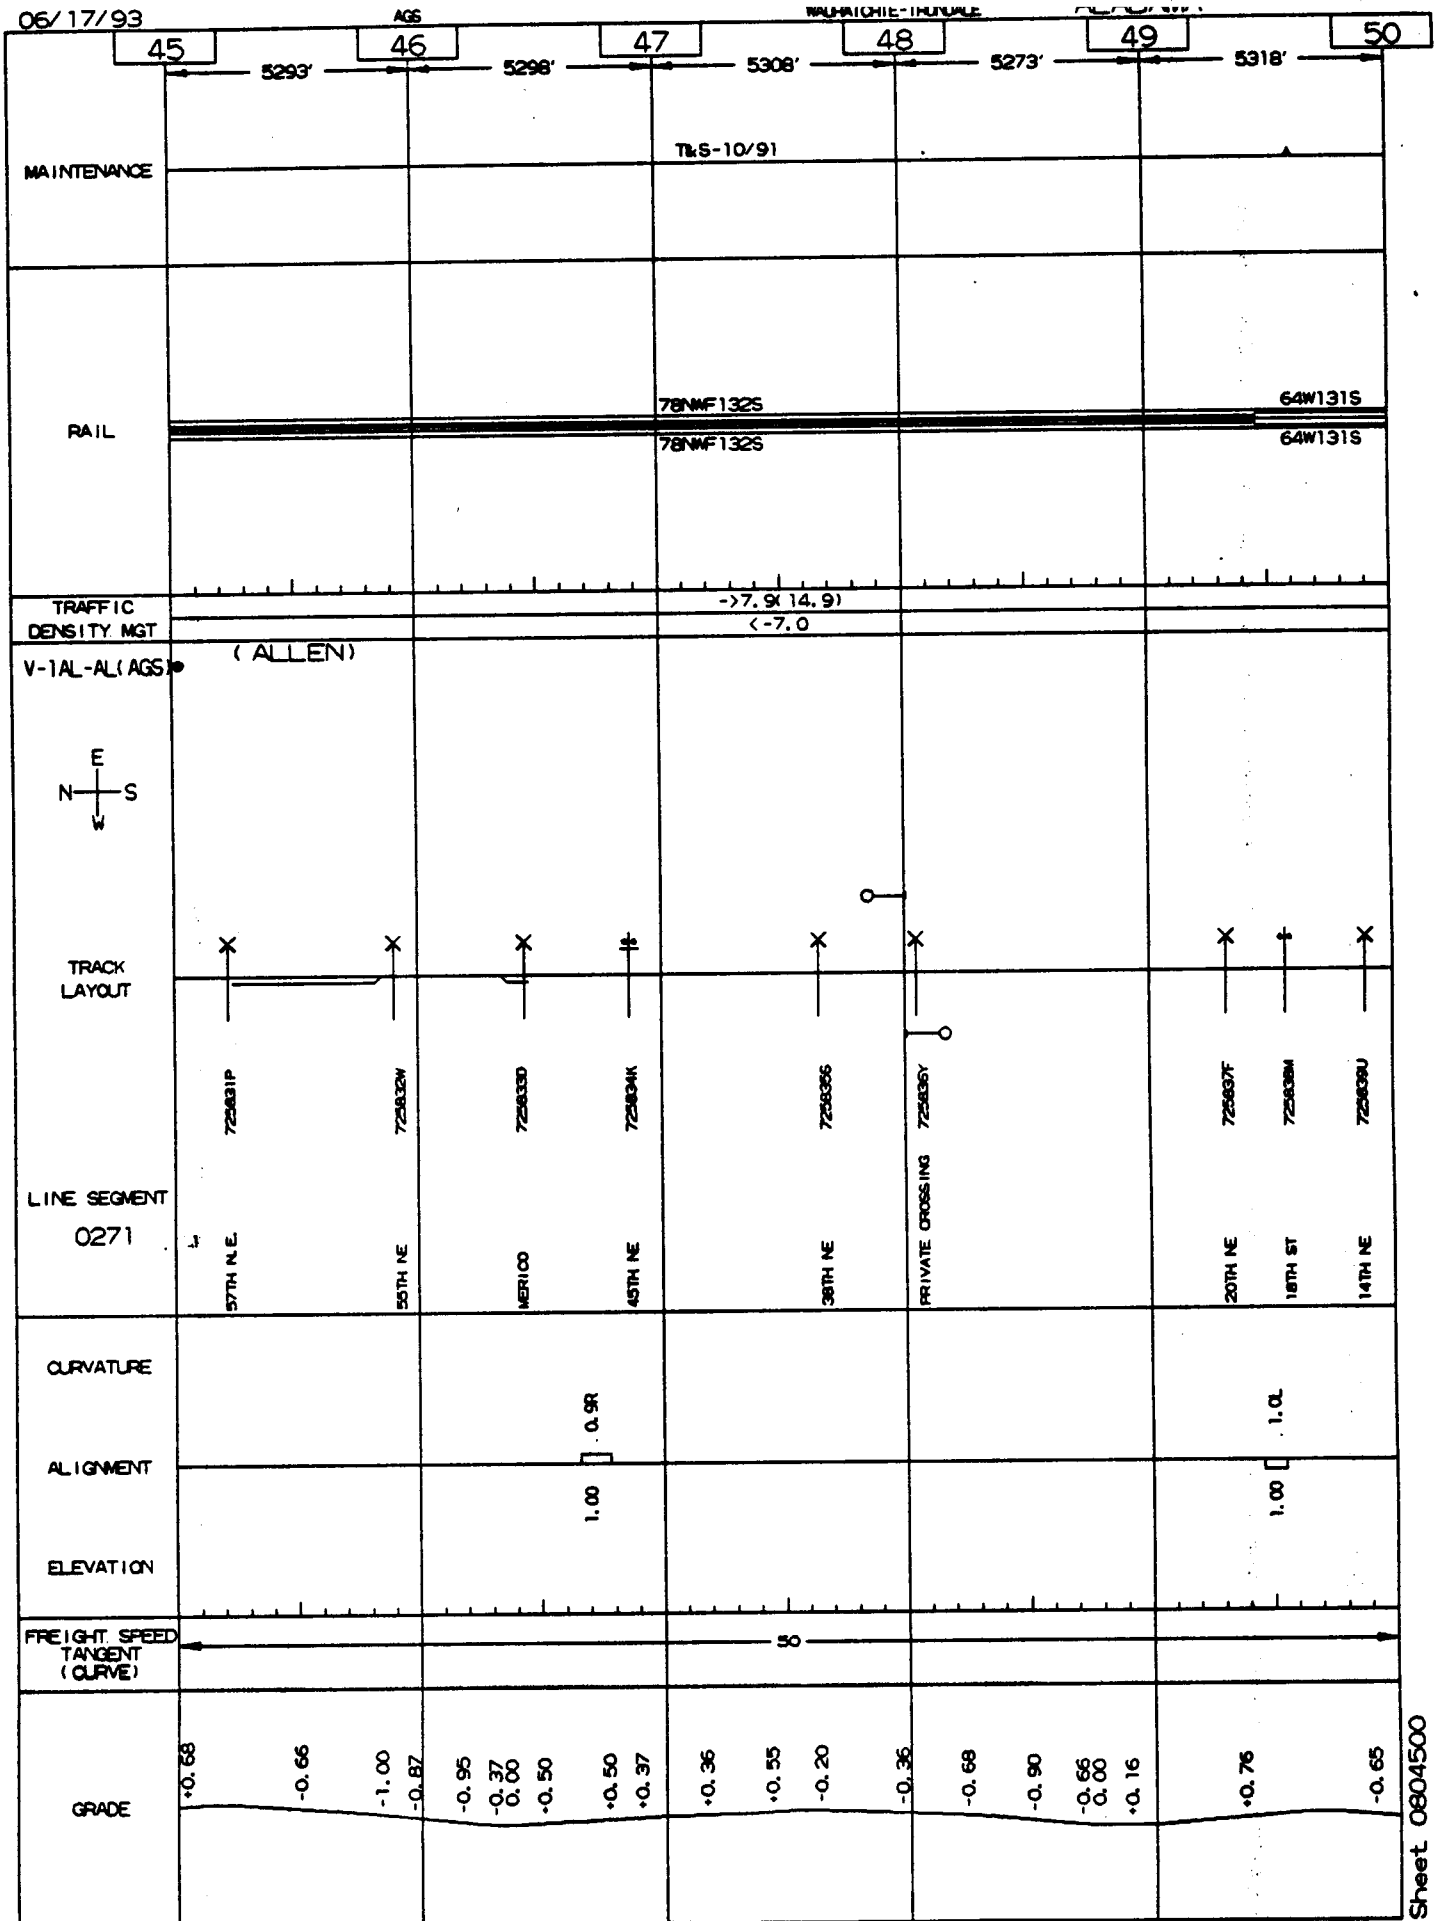 06/17/93
AGS
45 46 47 48 49 50
5293' 5298' 5308' 5273' 5318'
MAINTENANCE
T&S-10/91
RAIL
78NWF132S 64W131S
78NWF132S 64W131S
TRAFFIC
DENSITY MGT
->7.9(14.9)
<-7.0
V-1AL-AL(AGS)
(ALLEN)
E
N S
W
TRACK
LAYOUT
725831P 725832W 725833D 725834K 725835S 725836Y 725837F 725838M 725839U
LINE SEGMENT
0271
57TH N.E. 55TH NE MERICO 45TH NE 38TH NE PRIVATE CROSSING 20TH NE 18TH ST 14TH NE
CURVATURE
0.9R 1.0L
ALIGNMENT
1.00 1.00
ELEVATION
FREIGHT SPEED
TANGENT
(CURVE)
50
GRADE
+0.68 -0.66 -1.00 -0.87 -0.95 -0.37 0.00 +0.50 +0.50 +0.37 +0.36 +0.55 -0.20 -0.36 -0.68 -0.90 -0.66 0.00 +0.16 +0.76 -0.65
Sheet 0804500